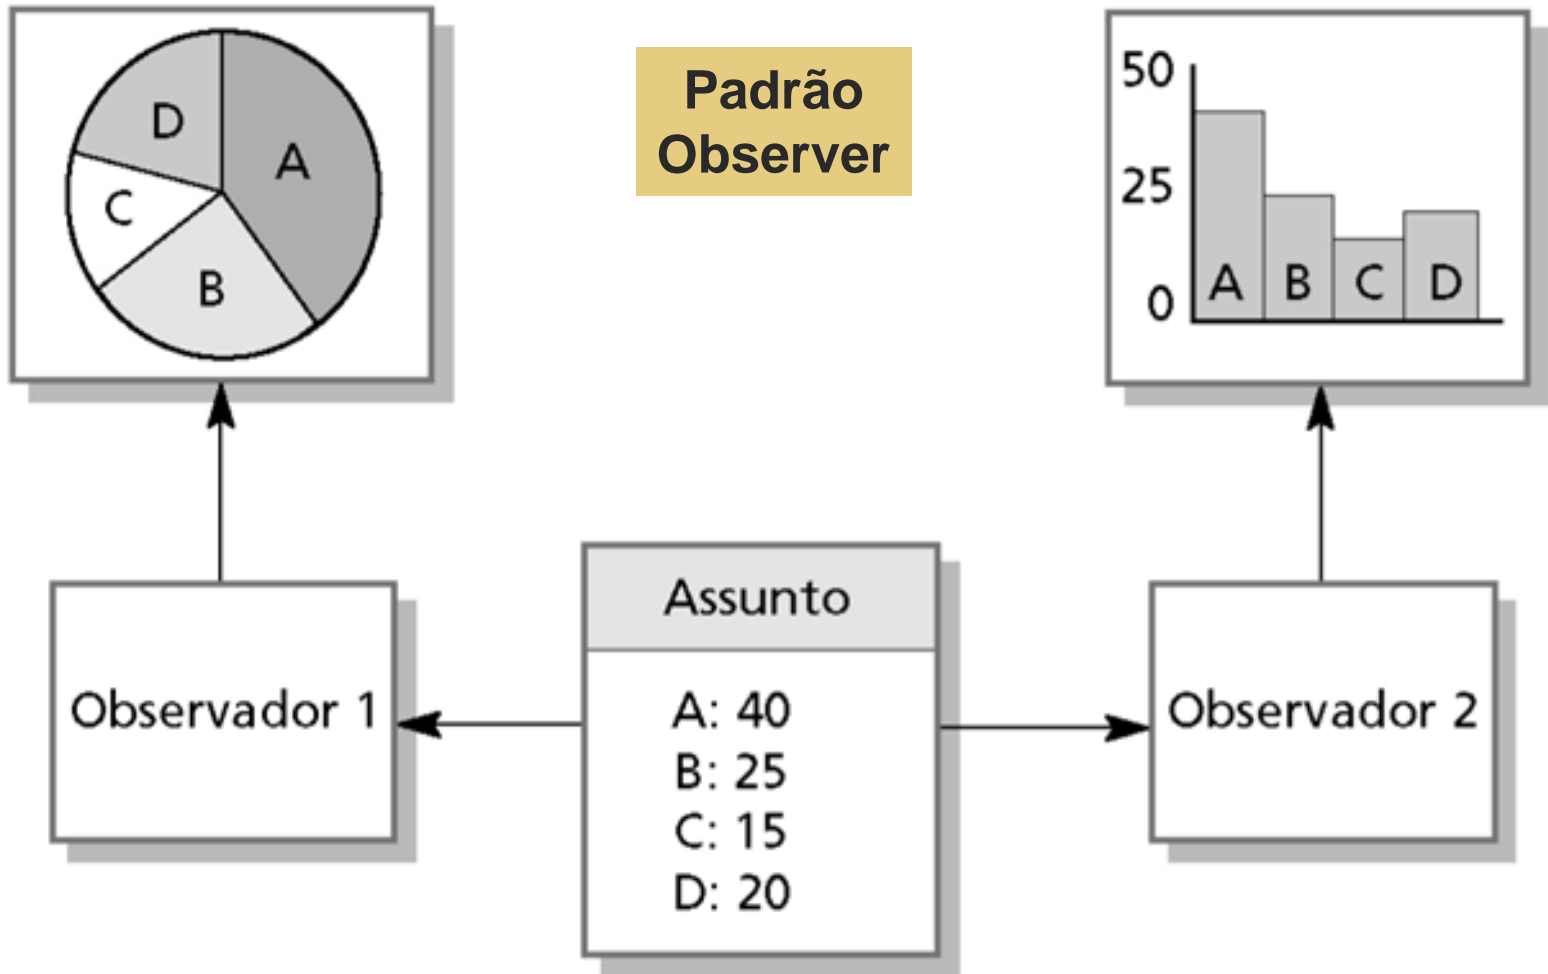 Padrão
Observer
D
A
C
B
50
25
0
A
B
C
D
Assunto
A: 40
B: 25
C: 15
D: 20
Observador 1
Observador 2